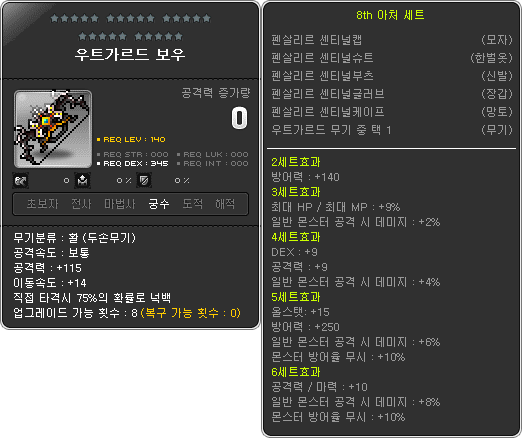 우트가르드 보우
공격력 증가량
0
REQ LEV : 140
REQ STR : 000
REQ LUK : 000
REQ DEX : 345
REQ INT : 000
0
0 %
0 %
초보자 전사 마법사 궁수 도적 해적
무기분류 : 활 (두손무기)
공격속도 : 보통
공격력 : +115
이동속도 : +14
직접 타격시 75%의 확률로 넉백
업그레이드 가능 횟수 : 8 (복구 가능 횟수 : 0)
8th 아처 세트
펜살리르 센티널캡 (모자)
펜살리르 센티널슈트 (한벌옷)
펜살리르 센티널부츠 (신발)
펜살리르 센티널글러브 (장갑)
펜살리르 센티널케이프 (망토)
우트가르드 무기 중 택 1 (무기)
2세트효과
방어력 : +140
3세트효과
최대 HP / 최대 MP : +9%
일반 몬스터 공격 시 데미지 : +2%
4세트효과
DEX : +9
공격력 : +9
일반 몬스터 공격 시 데미지 : +4%
5세트효과
올스탯: +15
방어력 : +250
일반 몬스터 공격 시 데미지 : +6%
몬스터 방어율 무시 : +10%
6세트효과
공격력 / 마력 : +10
일반 몬스터 공격 시 데미지 : +8%
몬스터 방어율 무시 : +10%